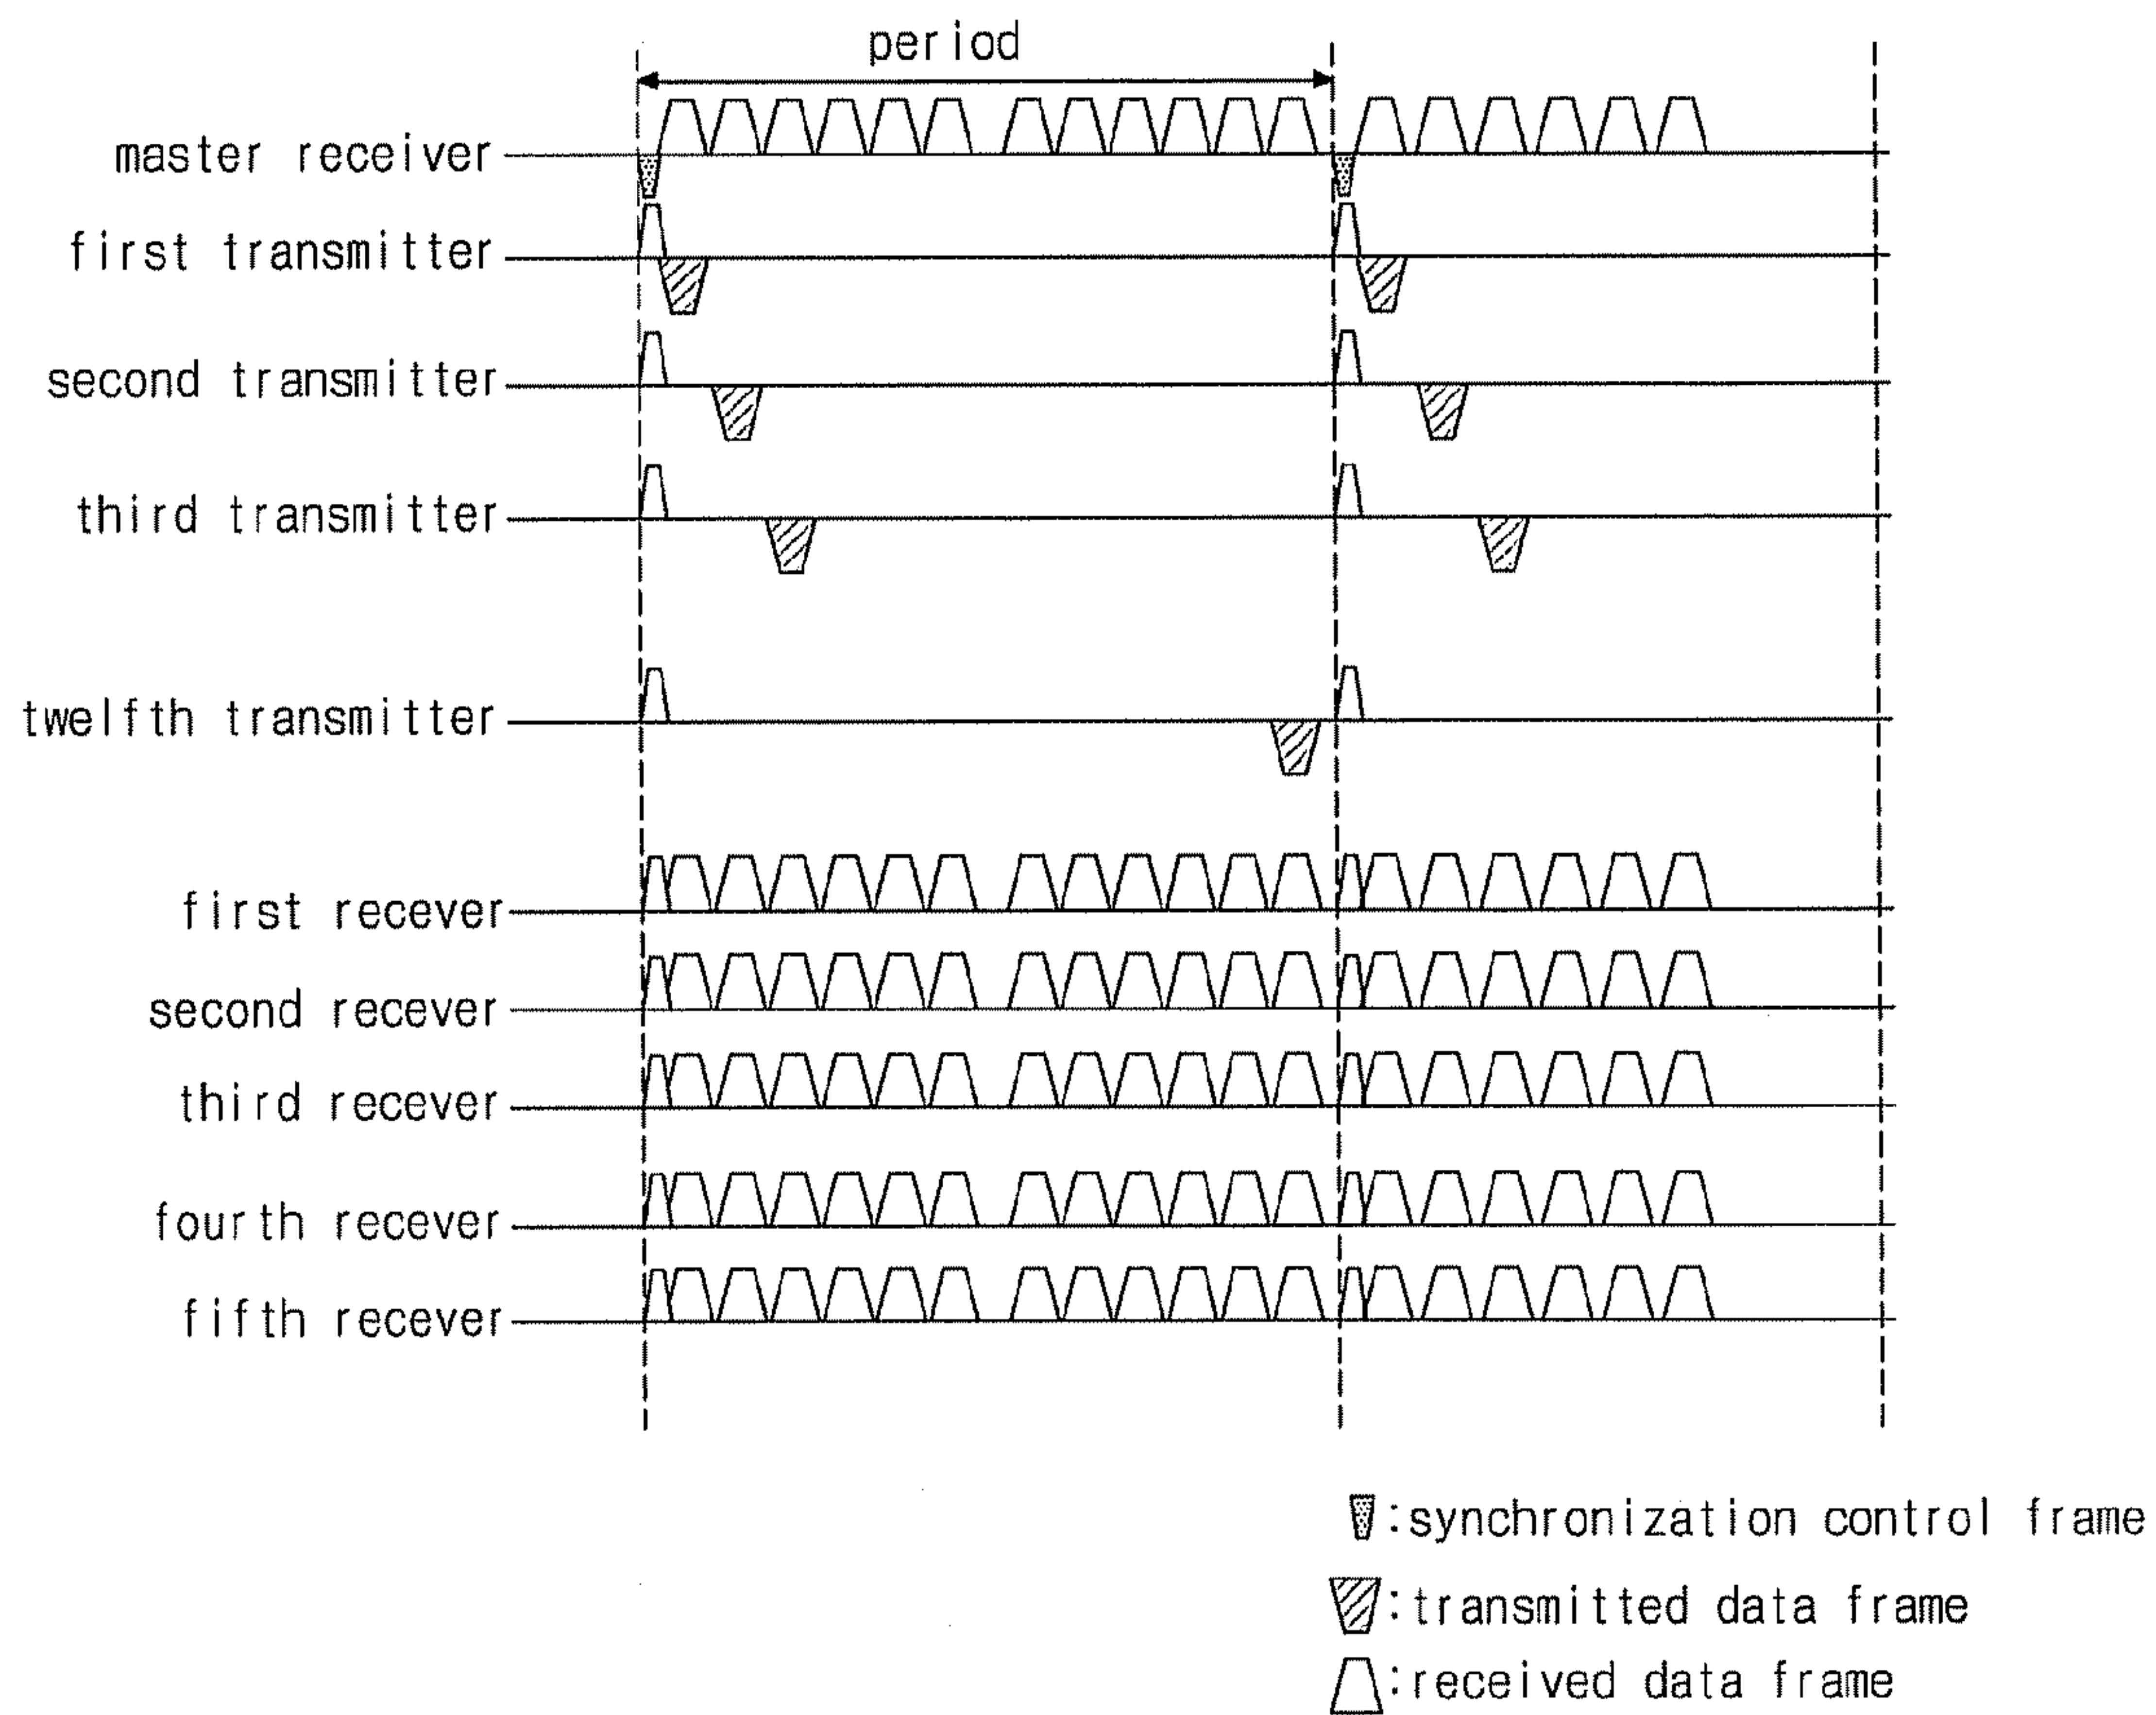 period
master receiver
first transmitter
second transmitter
third transmitter
twelfth transmitter
first recever
second recever
third recever
fourth recever
fifth recever
:synchronization control frame
:transmitted data frame
:received data frame